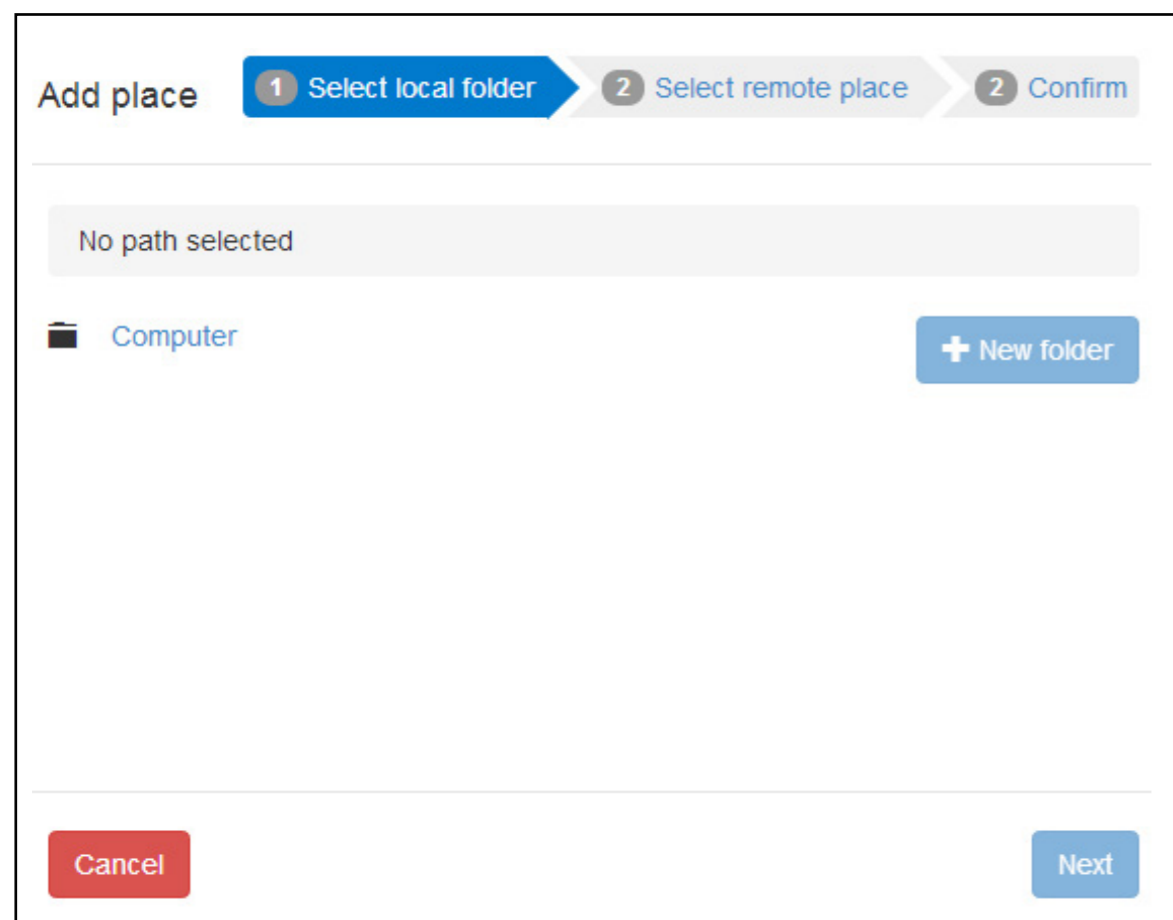 Add place 1 Select local folder 2 Select remote place 2 Confirm
No path selected
Computer
New folder
Cancel
Next